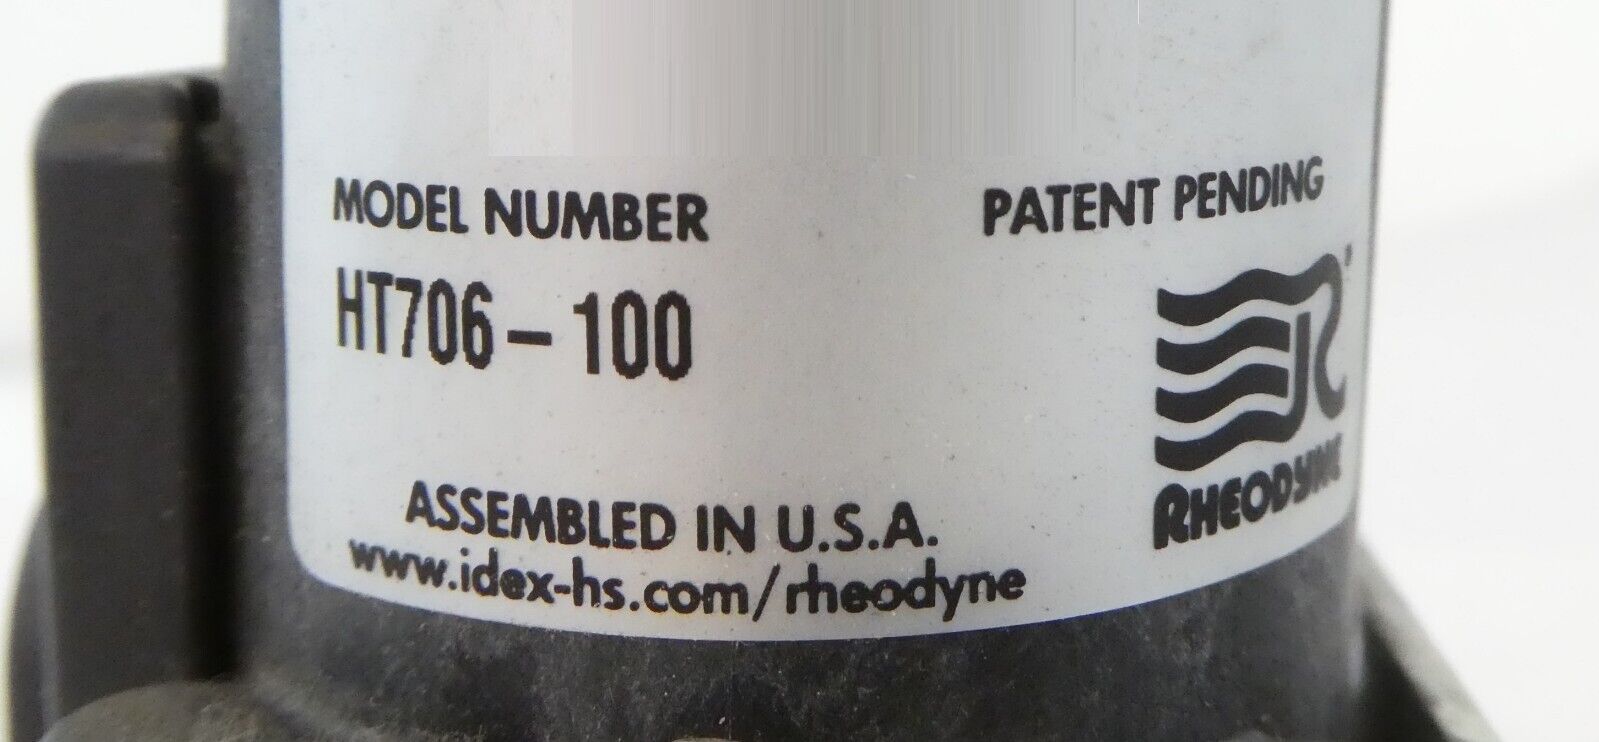 MODEL NUMBER
PATENT PENDING
HT706-100
RHEODYNE
ASSEMBLED IN U.S.A.
www.idex-hs.com/rheodyne